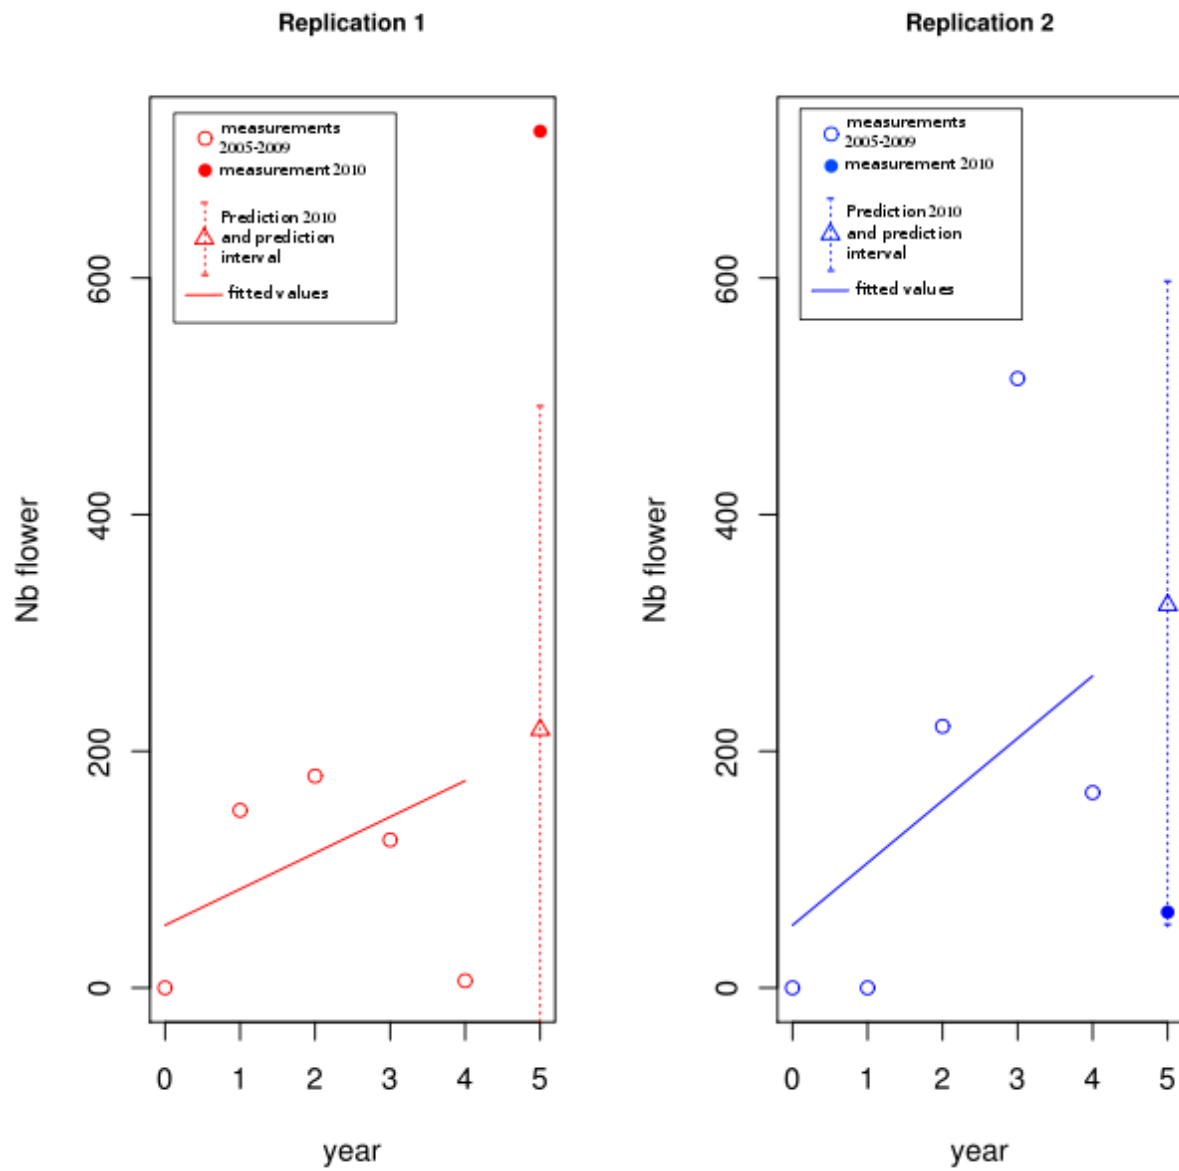 Replication 1
measurements
2005-2009
measurement 2010
Prediction 2010
and prediction
interval
fitted values
Nb flower
600
400
200
0
0 1 2 3 4 5
year
Replication 2
measurements
2005-2009
measurement 2010
Prediction 2010
and prediction
interval
fitted values
Nb flower
600
400
200
0
0 1 2 3 4 5
year